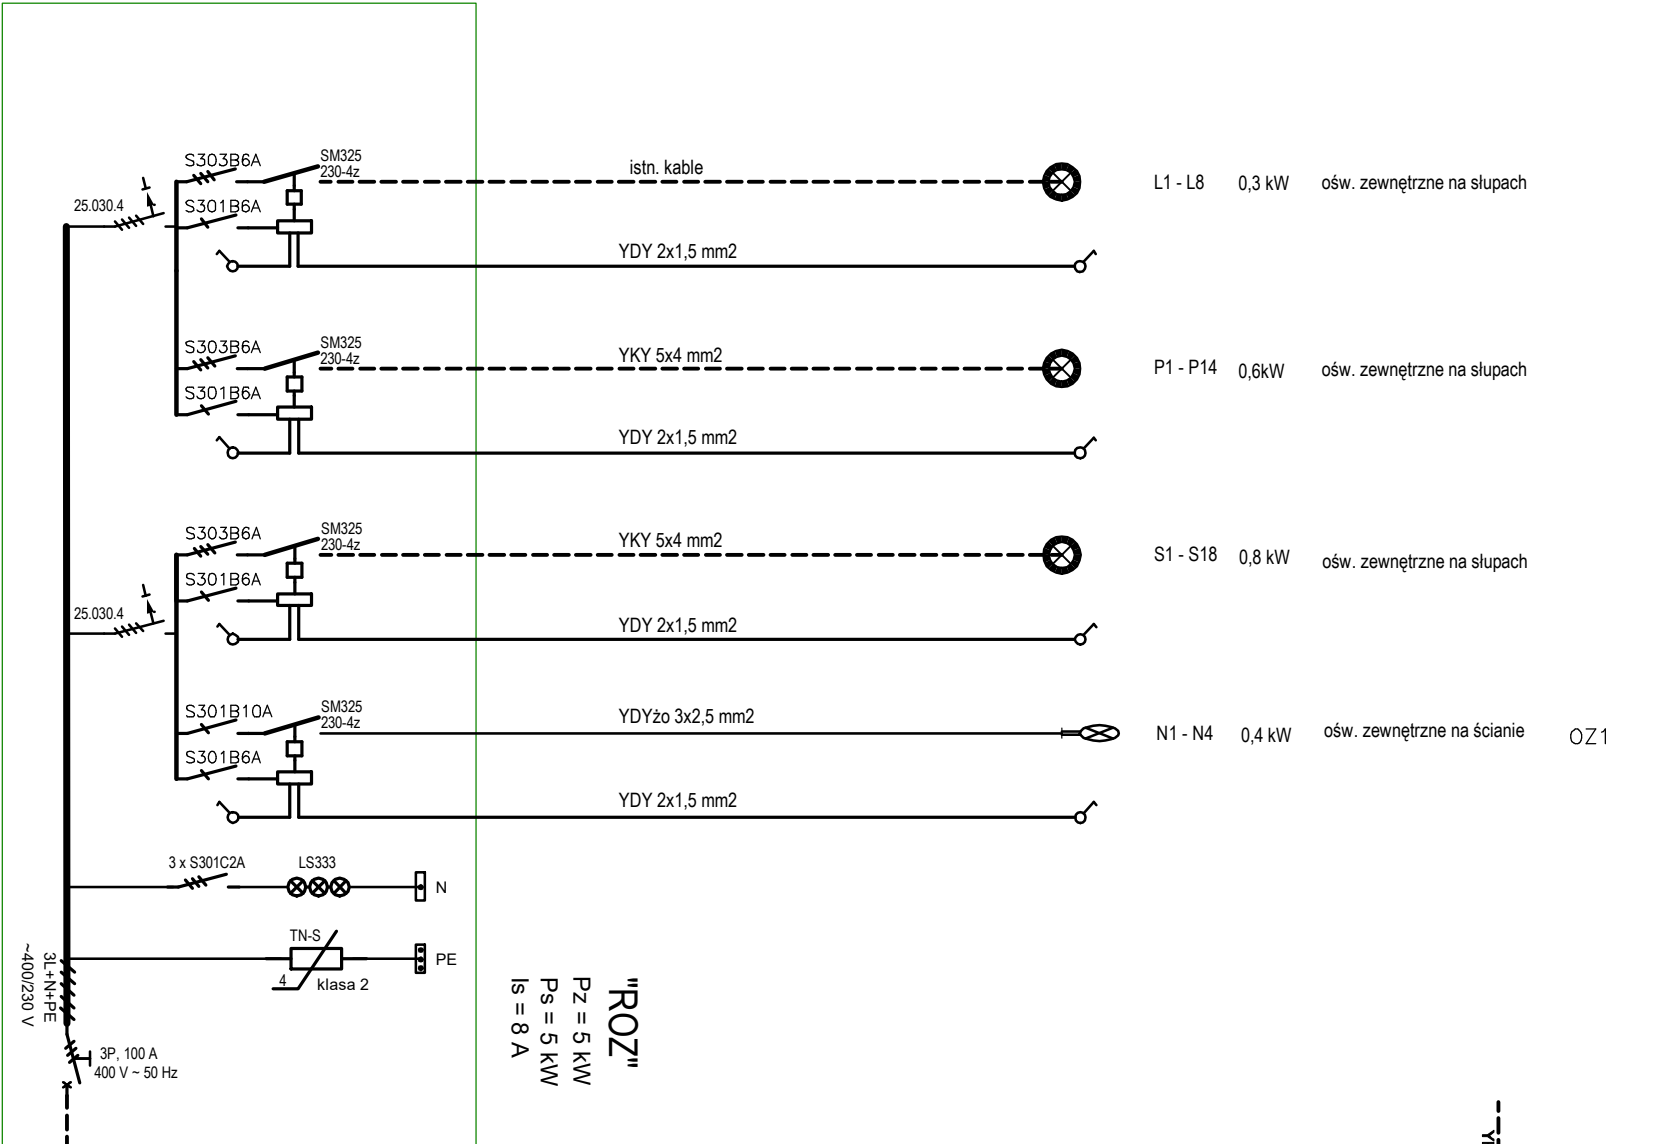 S303B6A
SM325
230-4z
istn. kable
L1 - L8 0,3 kW ośw. zewnętrzne na słupach
25.030.4
S301B6A
YDY 2x1,5 mm2
S303B6A
SM325
230-4z
YKY 5x4 mm2
P1 - P14 0,6kW ośw. zewnętrzne na słupach
S301B6A
YDY 2x1,5 mm2
S303B6A
SM325
230-4z
YKY 5x4 mm2
S1 - S18 0,8 kW ośw. zewnętrzne na słupach
S301B6A
25.030.4
YDY 2x1,5 mm2
S301B10A
SM325
230-4z
YDYżo 3x2,5 mm2
N1 - N4 0,4 kW ośw. zewnętrzne na ścianie OZ1
S301B6A
YDY 2x1,5 mm2
3 x S301C2A
LS333
N
TN-S
PE
4
klasa 2
3L+N+PE
~400/230 V
3P, 100 A
400 V ~ 50 Hz
"ROZ"
Pz = 5 kW
Ps = 5 kW
Is = 8 A